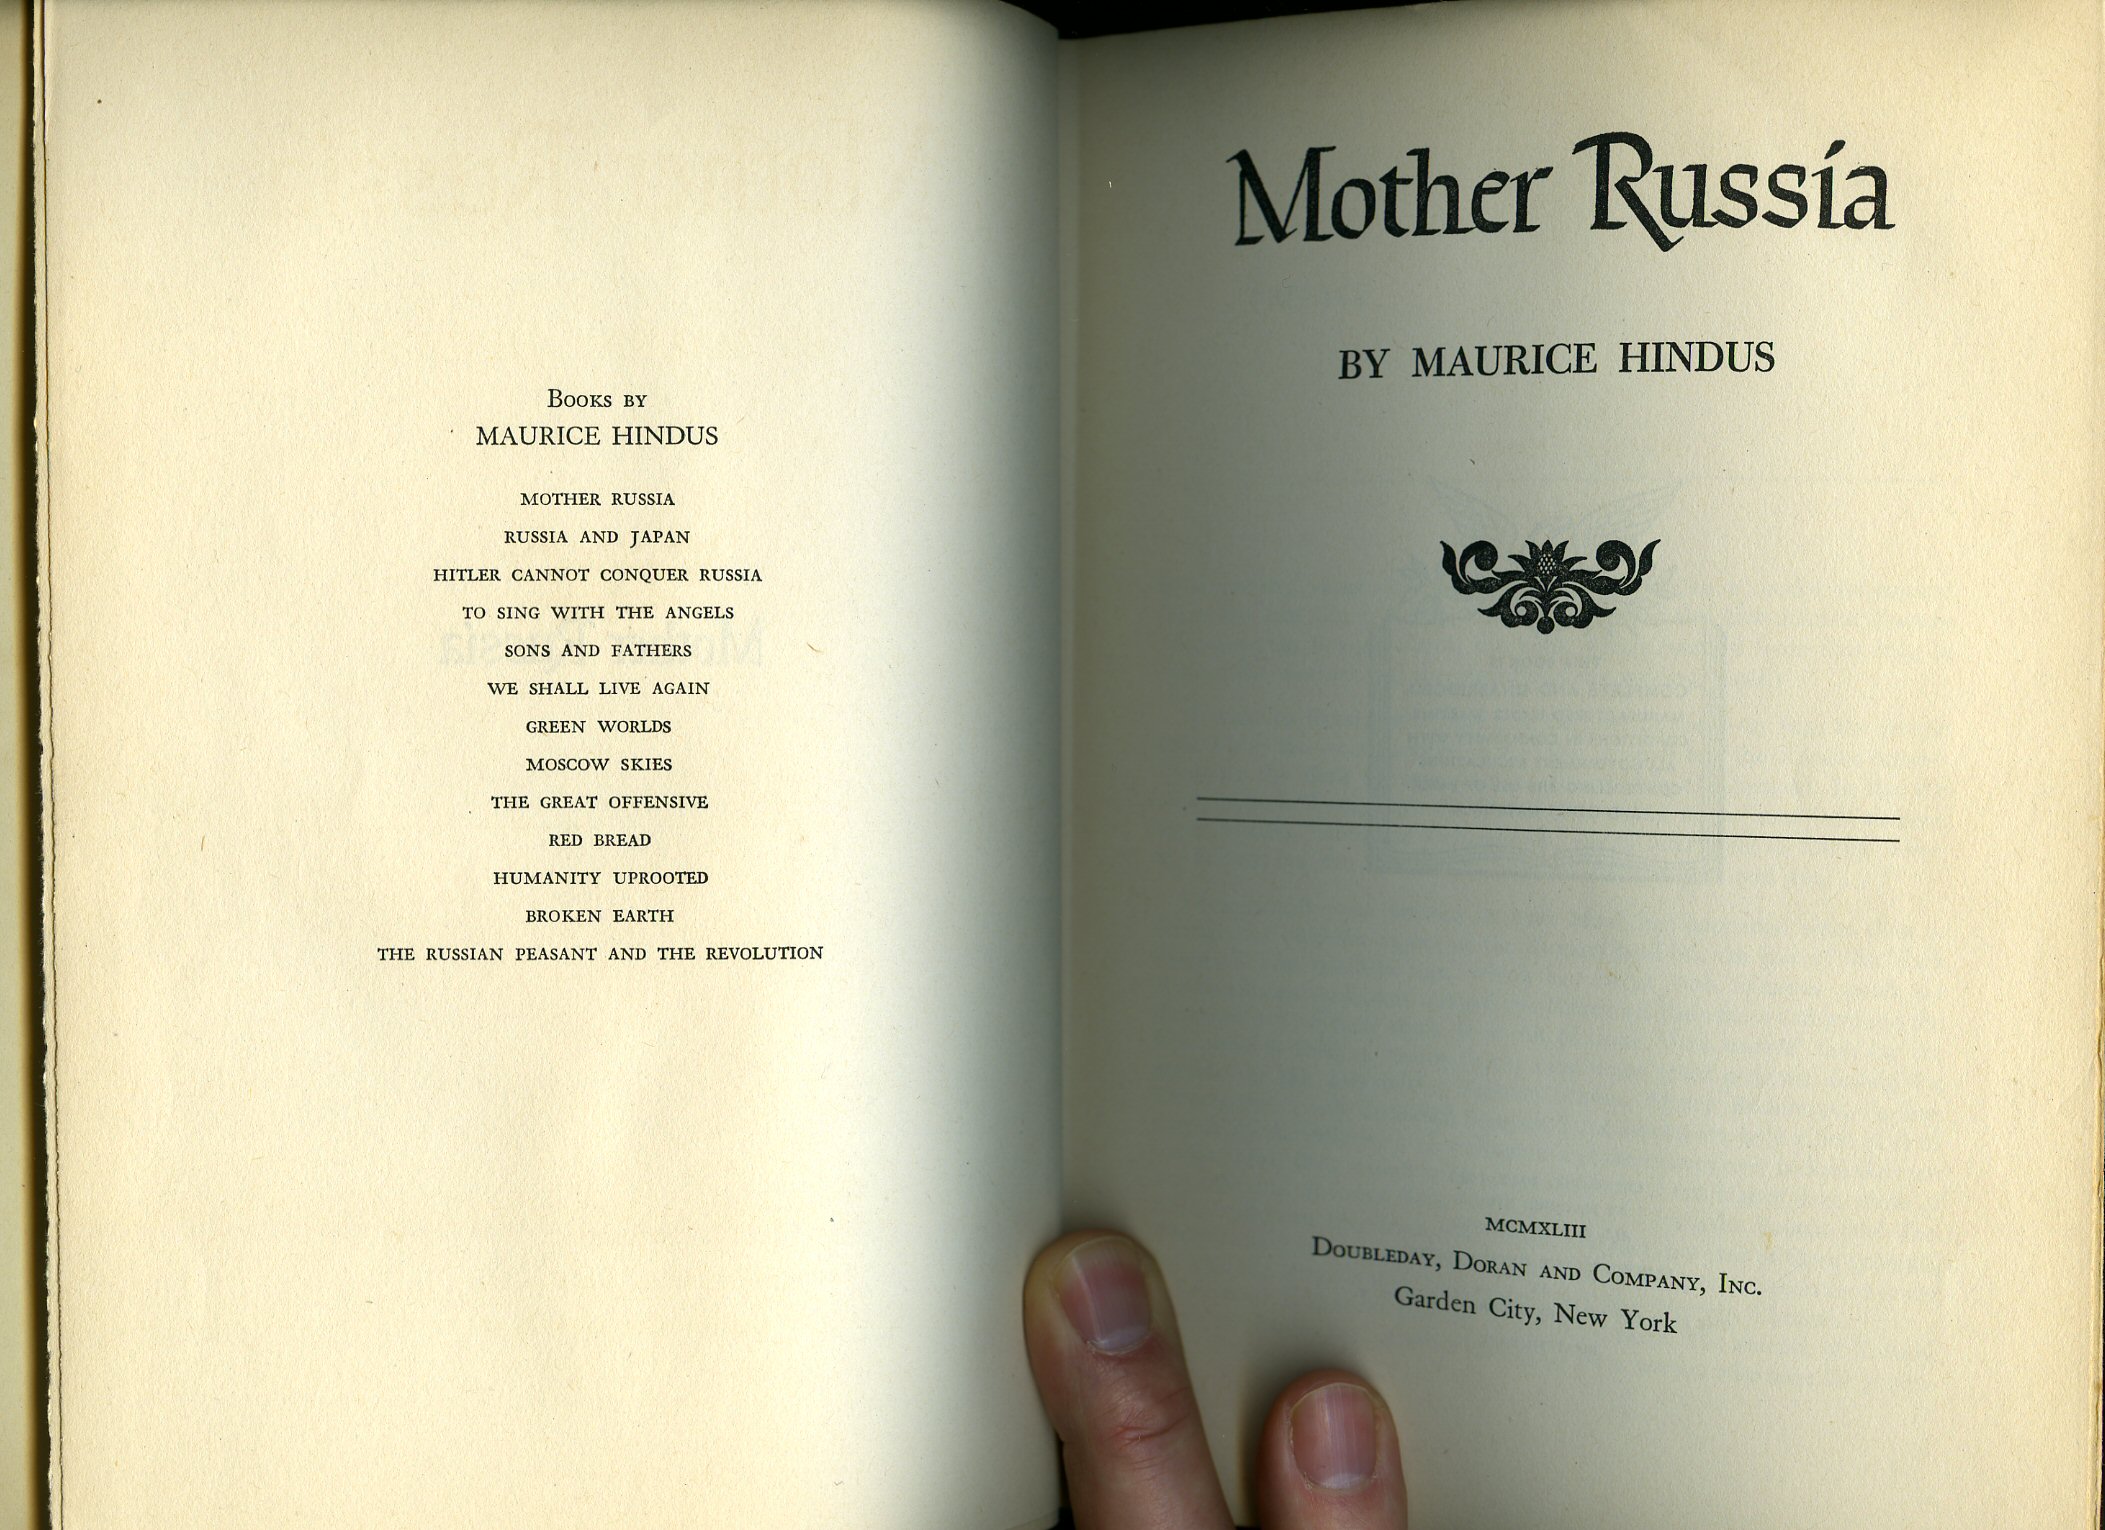 Books by
MAURICE HINDUS
MOTHER RUSSIA
RUSSIA AND JAPAN
HITLER CANNOT CONQUER RUSSIA
TO SING WITH THE ANGELS
SONS AND FATHERS
WE SHALL LIVE AGAIN
GREEN WORLDS
MOSCOW SKIES
THE GREAT OFFENSIVE
RED BREAD
HUMANITY UPROOTED
BROKEN EARTH
THE RUSSIAN PEASANT AND THE REVOLUTION
Mother Russia
BY MAURICE HINDUS
MCMXLIII
Doubleday, Doran and Company, Inc.
Garden City, New York